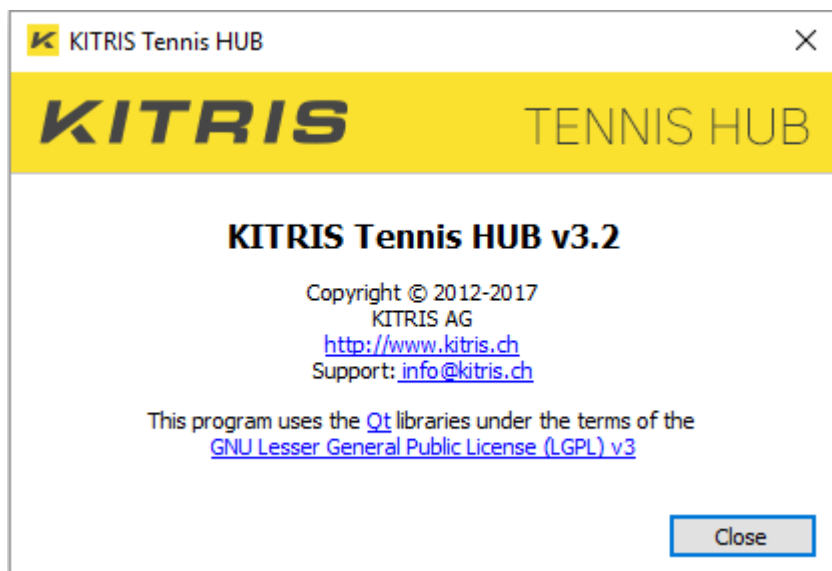 KITRIS Tennis HUB
KITRIS TENNIS HUB
KITRIS Tennis HUB v3.2
Copyright © 2012-2017
KITRIS AG
http://www.kitris.ch
Support: info@kitris.ch
This program uses the Qt libraries under the terms of the
GNU Lesser General Public License (LGPL) v3
Close